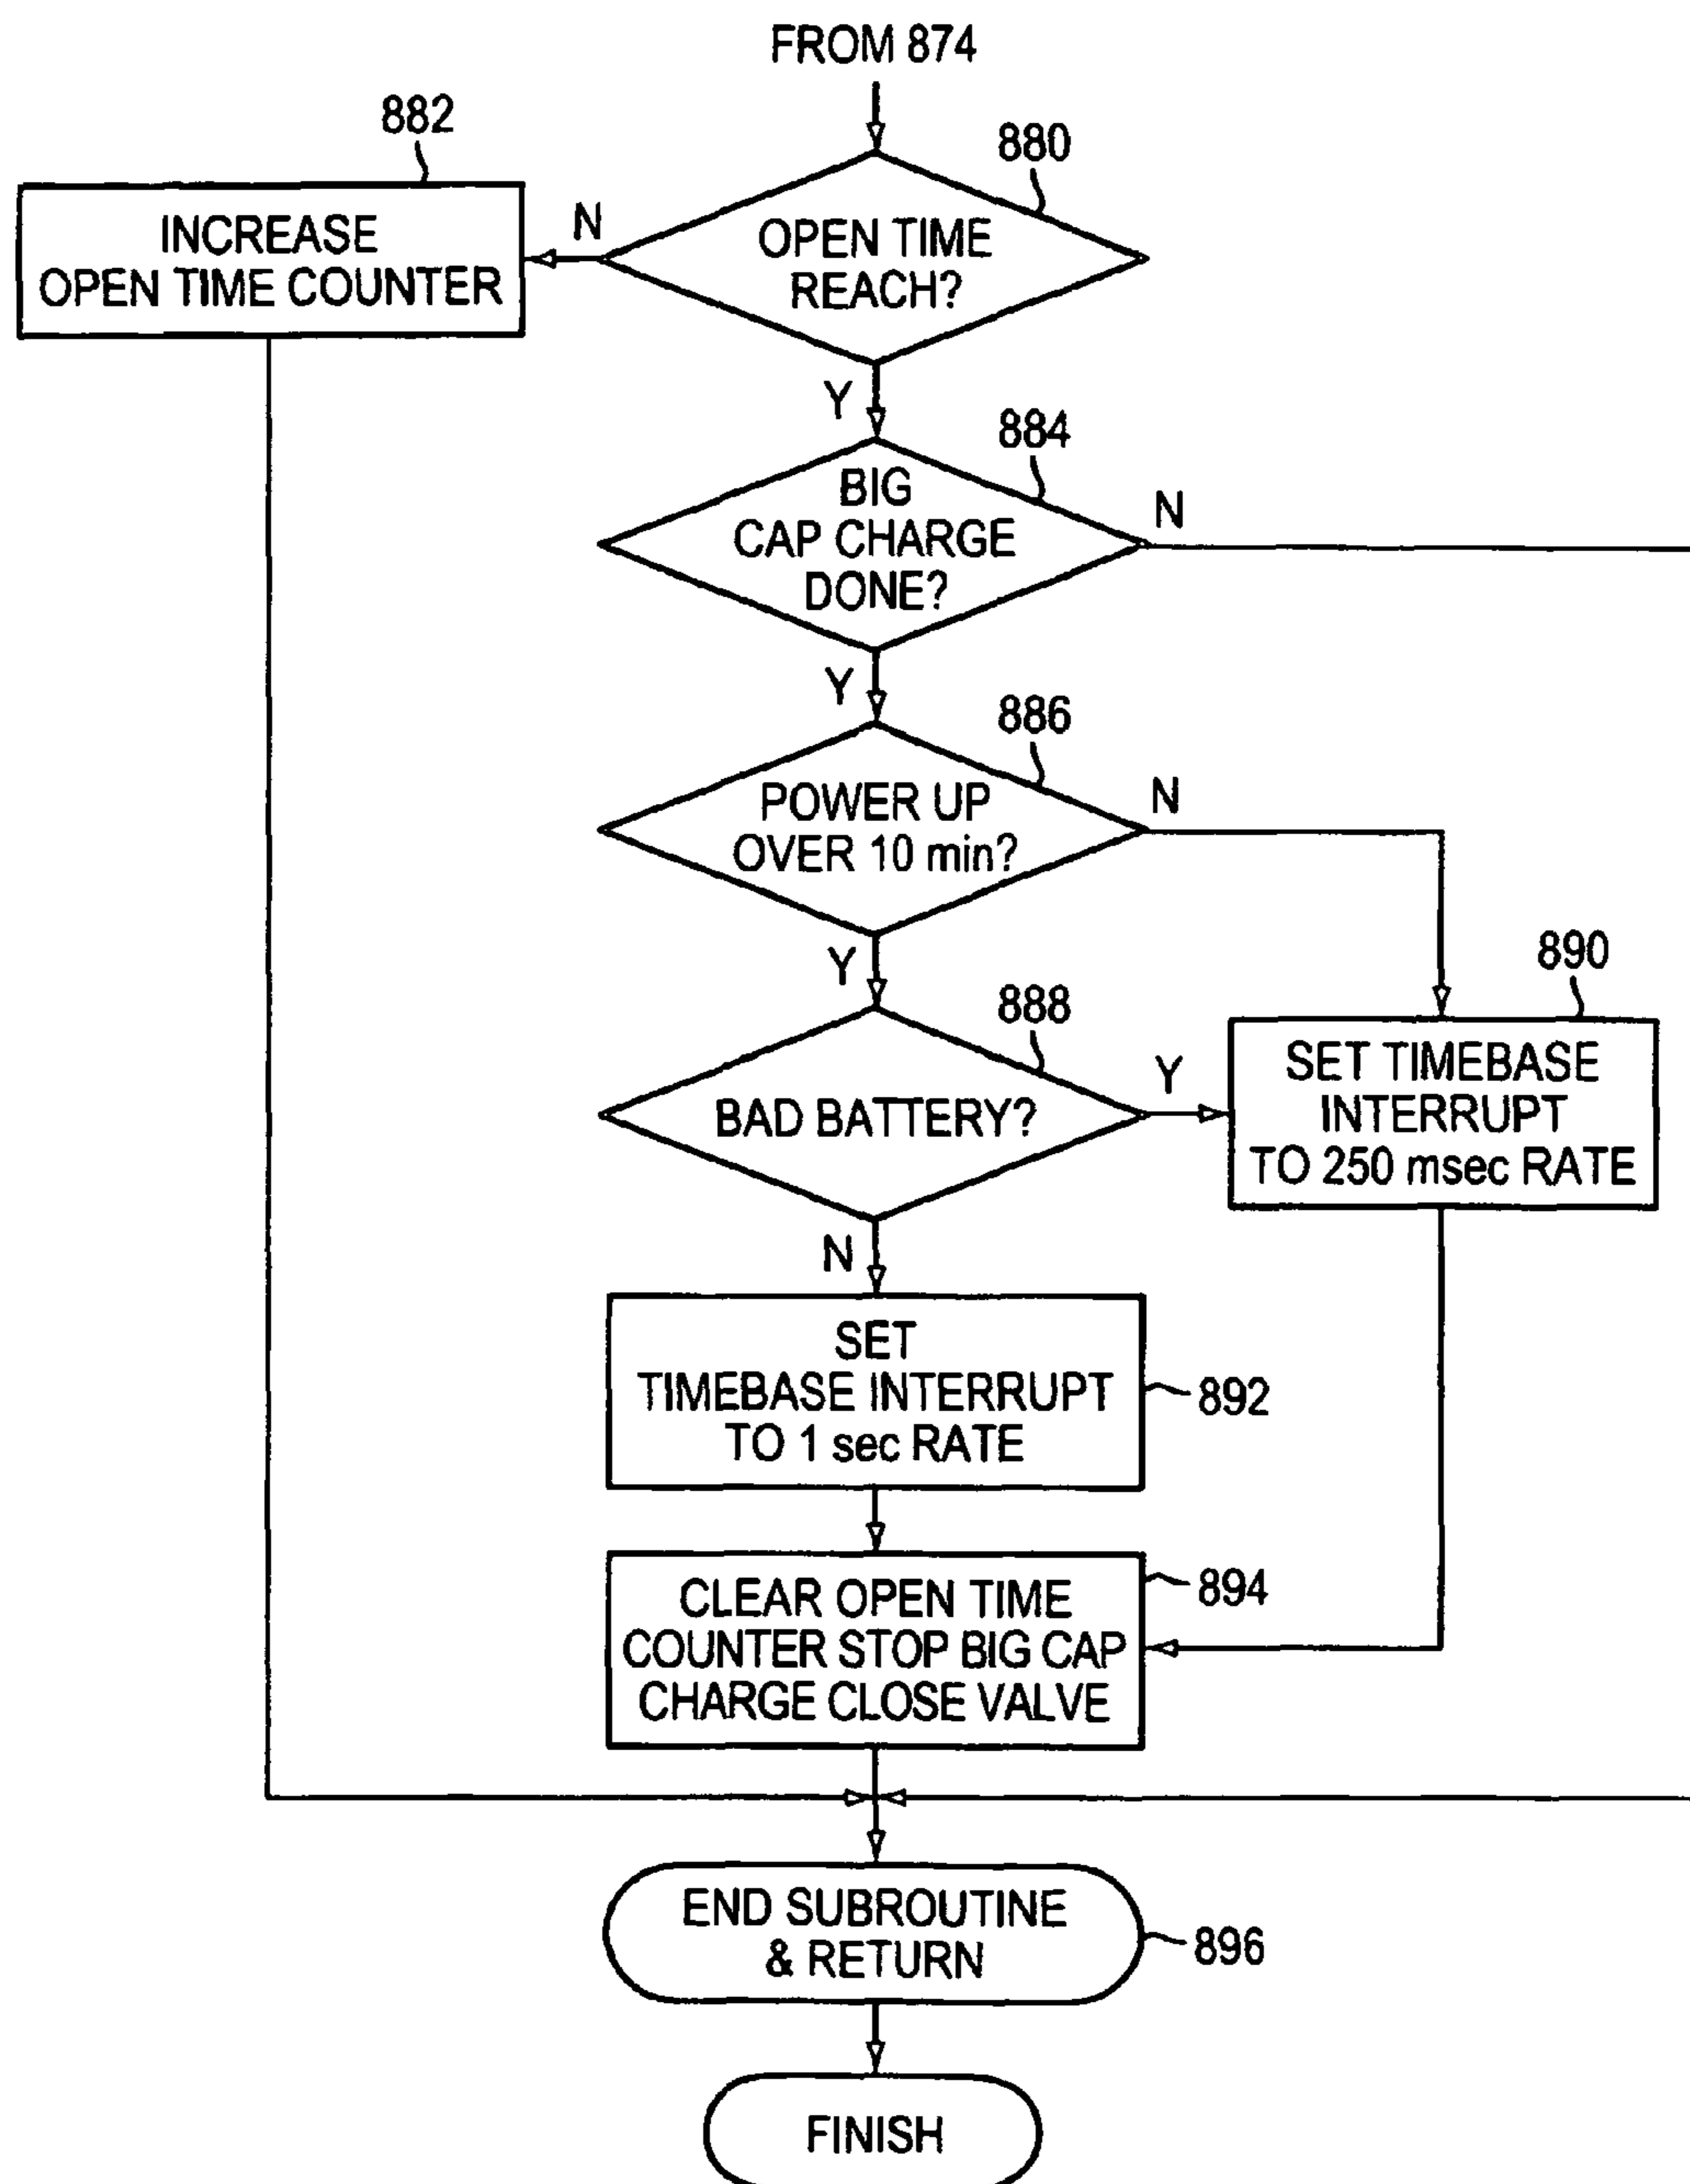 FROM 874
882
880
INCREASE
OPEN TIME COUNTER
N
OPEN TIME
REACH?
Y
884
BIG
CAP CHARGE
DONE?
N
Y
886
POWER UP
OVER 10 min?
N
Y
888
890
BAD BATTERY?
Y
SET TIMEBASE
INTERRUPT
TO 250 msec RATE
N
SET
TIMEBASE INTERRUPT
TO 1 sec RATE
892
CLEAR OPEN TIME
COUNTER STOP BIG CAP
CHARGE CLOSE VALVE
894
END SUBROUTINE
& RETURN
896
FINISH